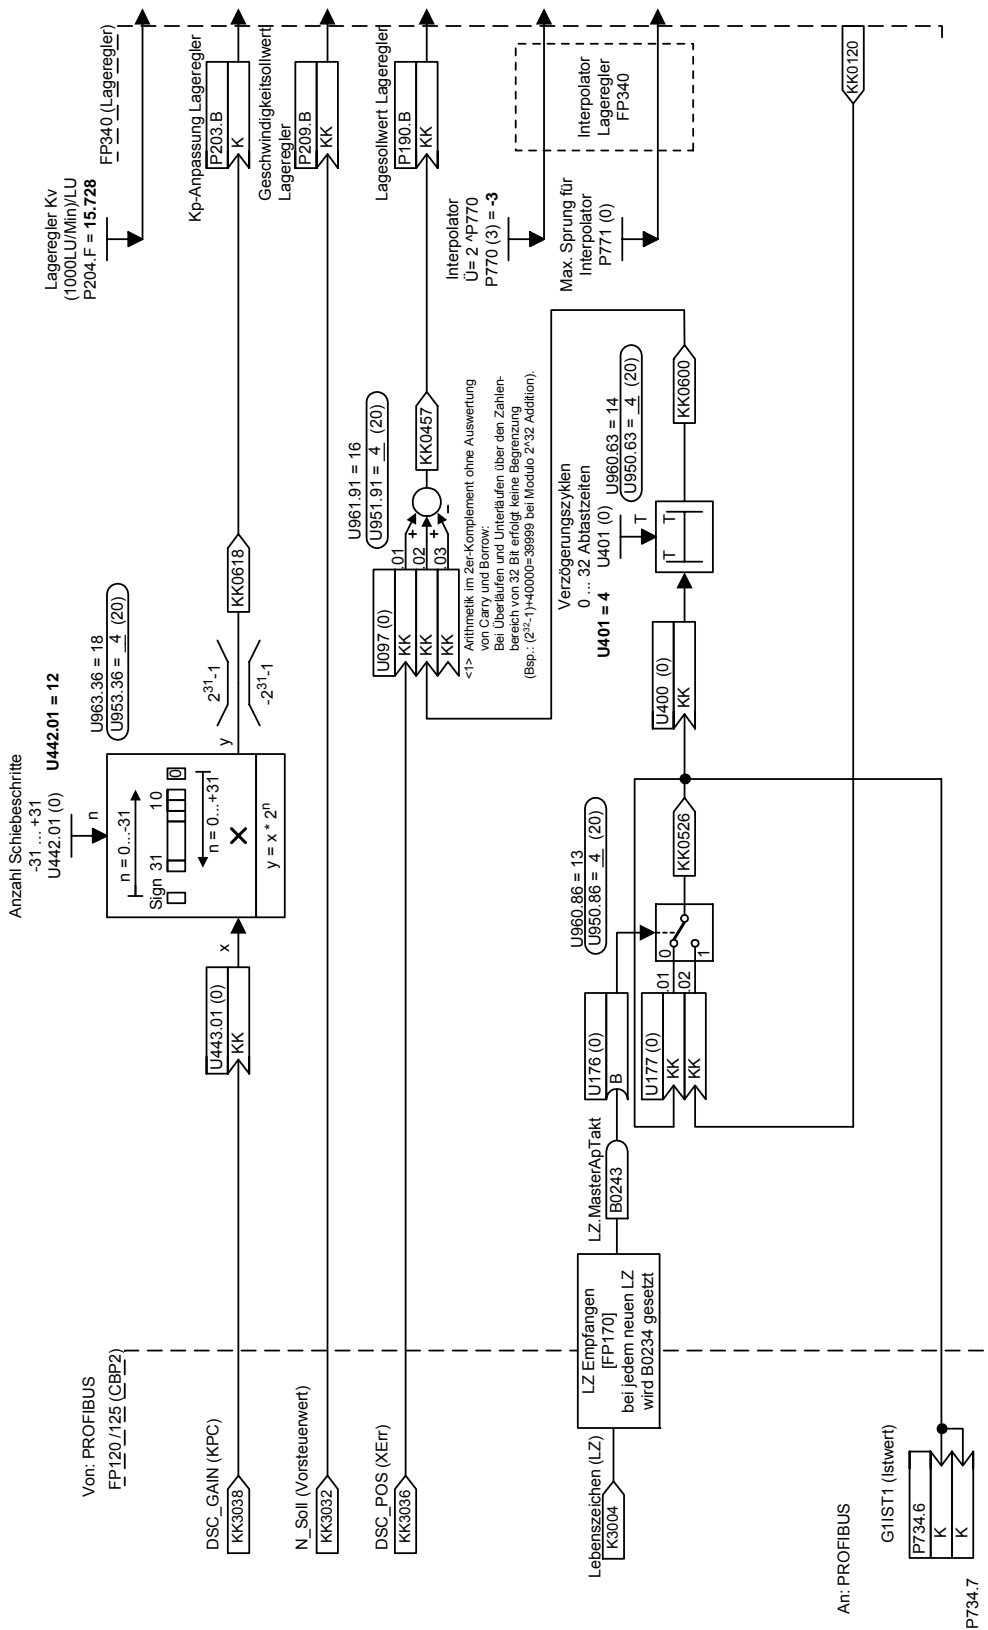 Von: PROFIBUS
FP120 /125 (CBP2)
DSC_GAIN (KPC)
KK3038
N_Soll (Vorsteuerwert)
KK3032
DSC_POS (XErr)
KK3036
Lebenszeichen (LZ)
K3004
An: PROFIBUS
G1IST1 (Istwert)
P734.6
K
K
P734.7
LZ Empfangen
[FP170]
bei jedem neuen LZ
wird B0234 gesetzt
LZ.MasterApTakt
B0243
U176 (0)
B
U177 (0)
KK
.01
KK
.02
U960.86 = 13
U950.86 = 4 (20)
0
1
KK0526
U400 (0)
KK
Verzögerungszyklen
0 ... 32 Abtastzeiten
U401 = 4 U401 (0)
T
U960.63 = 14
U950.63 = 4 (20)
T
T
KK0600
Anzahl Schiebeschritte
-31 ... +31
U442.01 (0) U442.01 = 12
n
U443.01 (0)
KK
x
n = 0...-31
Sign 31 10
0
n = 0...+31
y = x * 2n
U963.36 = 18
U953.36 = 4 (20)
y
231-1
-231-1
KK0618
U097 (0)
KK
.01
KK
.02
KK
.03
+
+
-
U961.91 = 16
U951.91 = 4 (20)
KK0457
<1> Arithmetik im 2er-Komplement ohne Auswertung
von Carry und Borrow:
Bei Überläufen und Unterläufen über den Zahlen-
bereich von 32 Bit erfolgt keine Begrenzung
(Bsp.: (232-1)+40000=39999 bei Modulo 2^32 Addition).
Lageregler Kv
(1000LU/Min)/LU
P204.F = 15.728
FP340 (Lageregler)
Kp-Anpassung Lageregler
P203.B
K
Geschwindigkeitsollwert
Lageregler
P209.B
KK
Lagesollwert Lageregler
P190.B
KK
Interpolator
Ü= 2 ^P770
P770 (3) = -3
Max. Sprung für
Interpolator
P771 (0)
Interpolator
Lageregler
FP340
KK0120